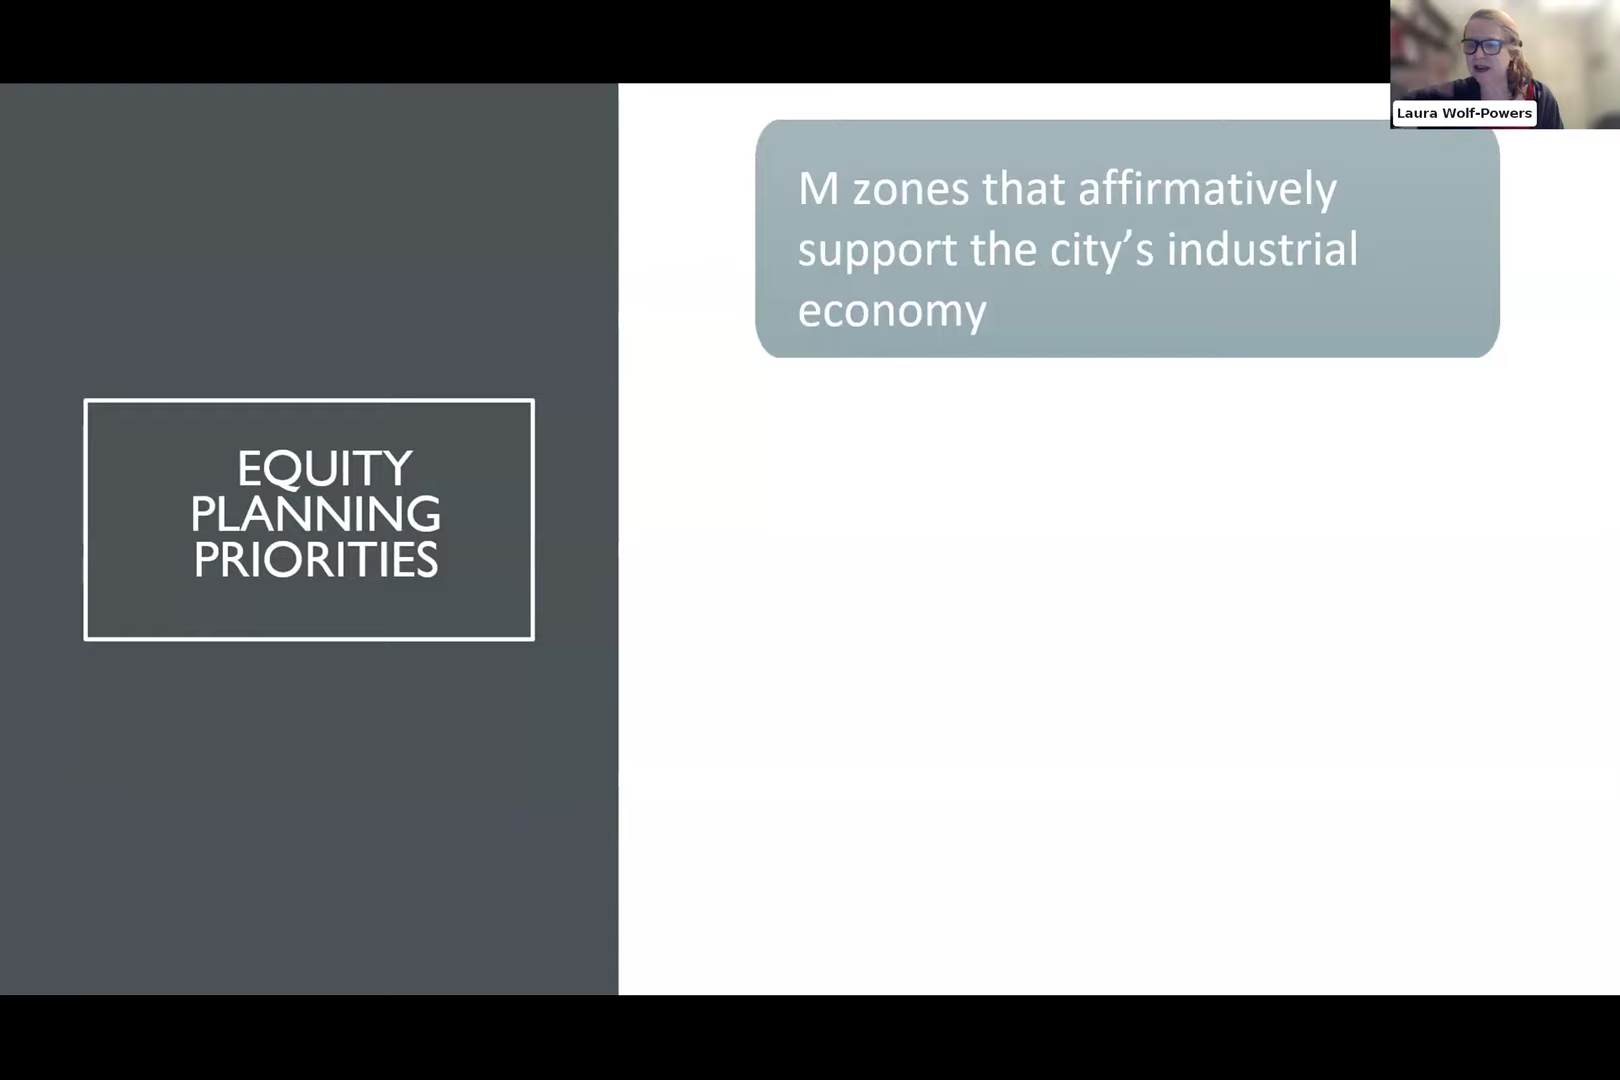 Laura Wolf-Powers
M zones that affirmatively
support the city’s industrial
economy
EQUITY
PLANNING
PRIORITIES